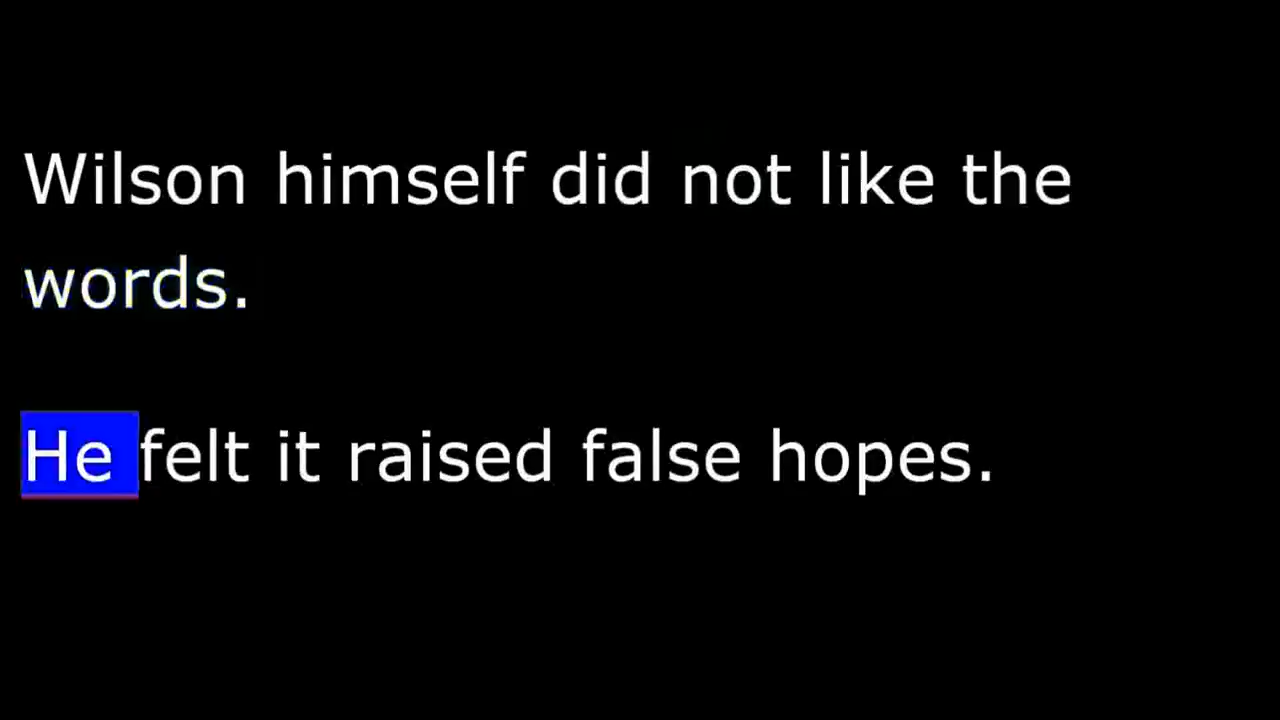 Wilson himself did not like the
words.
He felt it raised false hopes.